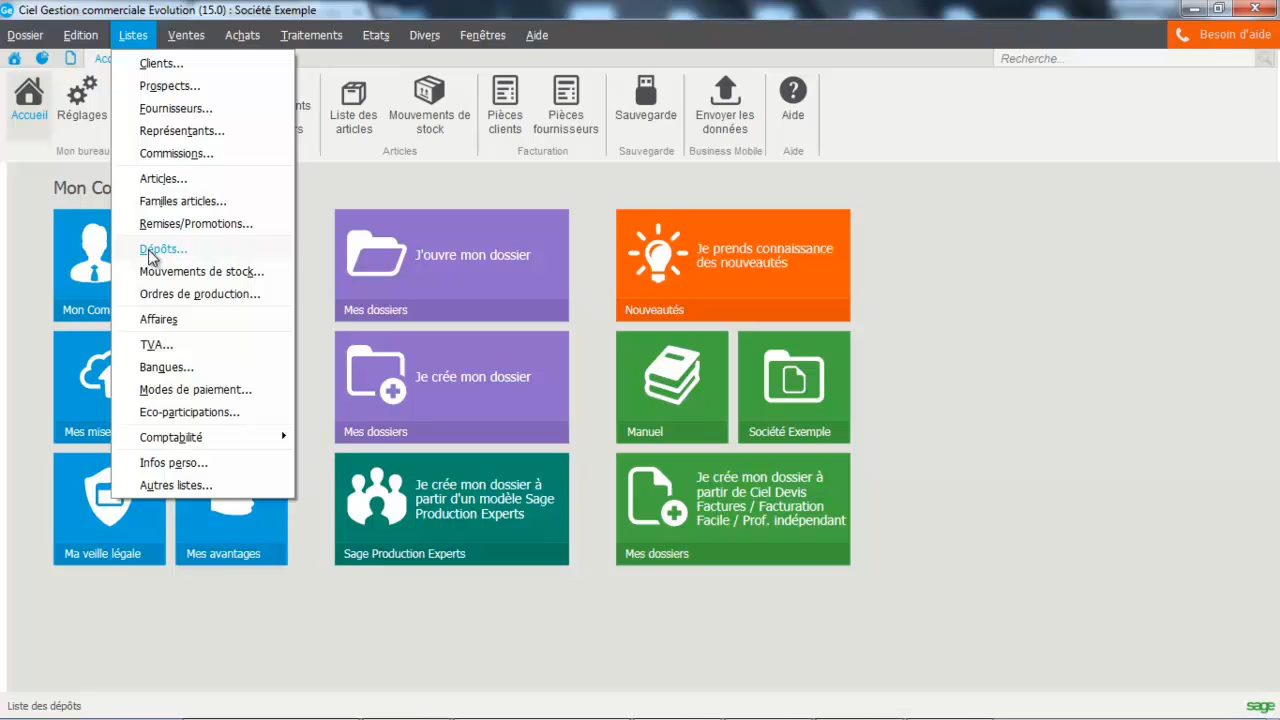 Ge Ciel Gestion commerciale Evolution (15.0) : Société Exemple
Dossier Edition Listes Ventes Achats Traitements Etats Divers Fenêtres Aide Besoin d'aide
Recherche...
Accueil
Réglages
Mon bureau
Liste des articles
Mouvements de stock
Articles
Pièces clients
Pièces fournisseurs
Facturation
Sauvegarde
Sauvegarde
Envoyer les données
Business Mobile
Aide
Aide
Clients...
Prospects...
Fournisseurs...
Représentants...
Commissions...
Articles...
Familles articles...
Remises/Promotions...
Dépôts...
Mouvements de stock...
Ordres de production...
Affaires
TVA...
Banques...
Modes de paiement...
Eco-participations...
Comptabilité
Infos perso...
Autres listes...
J'ouvre mon dossier
Mes dossiers
Je prends connaissance
des nouveautés
Nouveautés
Je crée mon dossier
Mes dossiers
Manuel
Société Exemple
Ma veille légale
Mes avantages
Je crée mon dossier à
partir d'un modèle Sage
Production Experts
Sage Production Experts
Je crée mon dossier à
partir de Ciel Devis
Factures / Facturation
Facile / Prof. indépendant
Mes dossiers
Liste des dépôts
sage